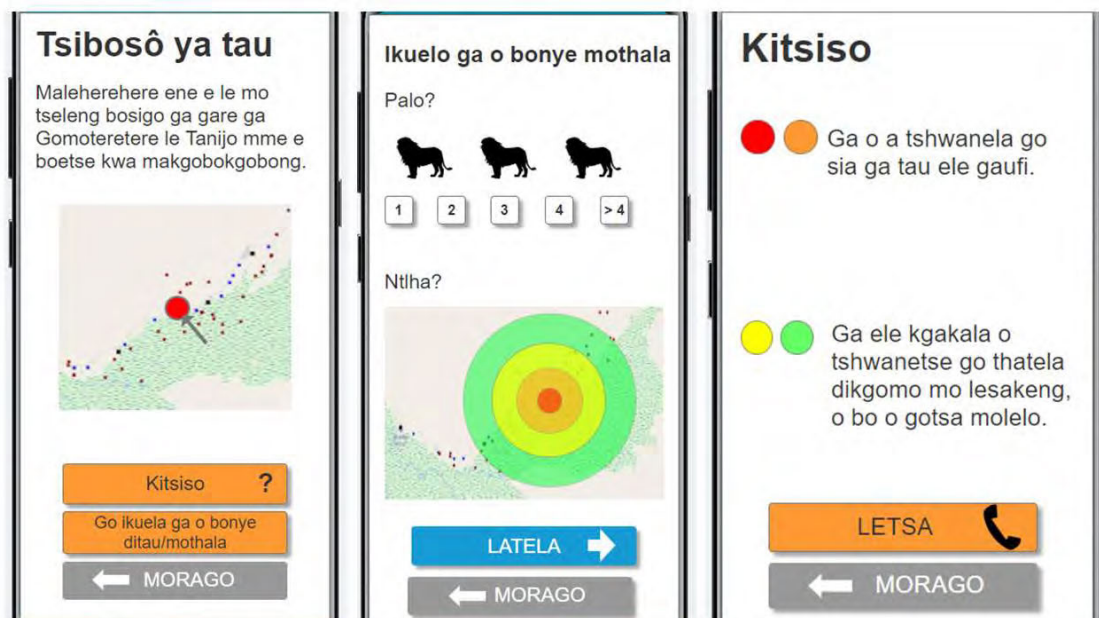 Tsibosô ya tau
Maleherehere ene e le mo
tseleng bosigo ga gare ga
Gomoteretere le Tanijo mme e
boetse kwa makgobokgobong.
Kitsiso ?
Go ikuela ga o bonye
ditau/mothala
MORAGO
Ikuelo ga o bonye mothala
Palo?
1 2 3 4 > 4
Ntlha?
LATELA
MORAGO
Kitsiso
Ga o a tshwanela go
sia ga tau ele gaufi.
Ga ele kgakala o
tshwanetse go thatela
dikgomo mo lesakeng,
o bo o gotsa molelo.
LETSA
MORAGO